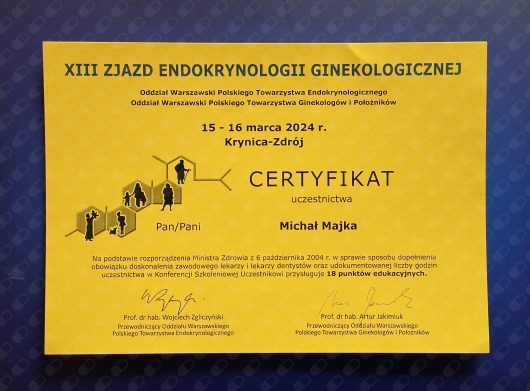 XIII ZJAZD ENDOKRYNOLOGII GINEKOLOGICZNEJ
Oddział Warszawski Polskiego Towarzystwa Endokrynologicznego
Oddział Warszawski Polskiego Towarzystwa Ginekologów i Położników
15 - 16 marca 2024 r.
Krynica-Zdrój
CERTYFIKAT
uczestnictwa
Pan/Pani Michał Majka
Na podstawie rozporządzenia Ministra Zdrowia z 6 października 2004 r. w sprawie sposobu dopełnienia
obowiązku doskonalenia zawodowego lekarzy i lekarzy dentystów oraz udokumentowanej liczby godzin
uczestnictwa w Konferencji Szkoleniowej Uczestnikowi przysługuje 18 punktów edukacyjnych.
Prof. dr hab. Wojciech Zgliczyński
Przewodniczący Oddziału Warszawskiego
Polskiego Towarzystwa Endokrynologicznego
Prof. dr hab. Artur Jakimiuk
Przewodniczący Oddziału Warszawskiego
Polskiego Towarzystwa Ginekologów i Położników